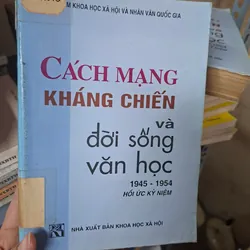 TÂM KHOA HỌC XÃ HỘI VÀ NHÂN VĂN QUỐC GIA
CÁCH MẠNG
KHÁNG CHIẾN
và
đời sống
văn học
1945 - 1954
HỒI ỨC KỶ NIỆM
NHÀ XUẤT BẢN KHOA HỌC XÃ HỘI